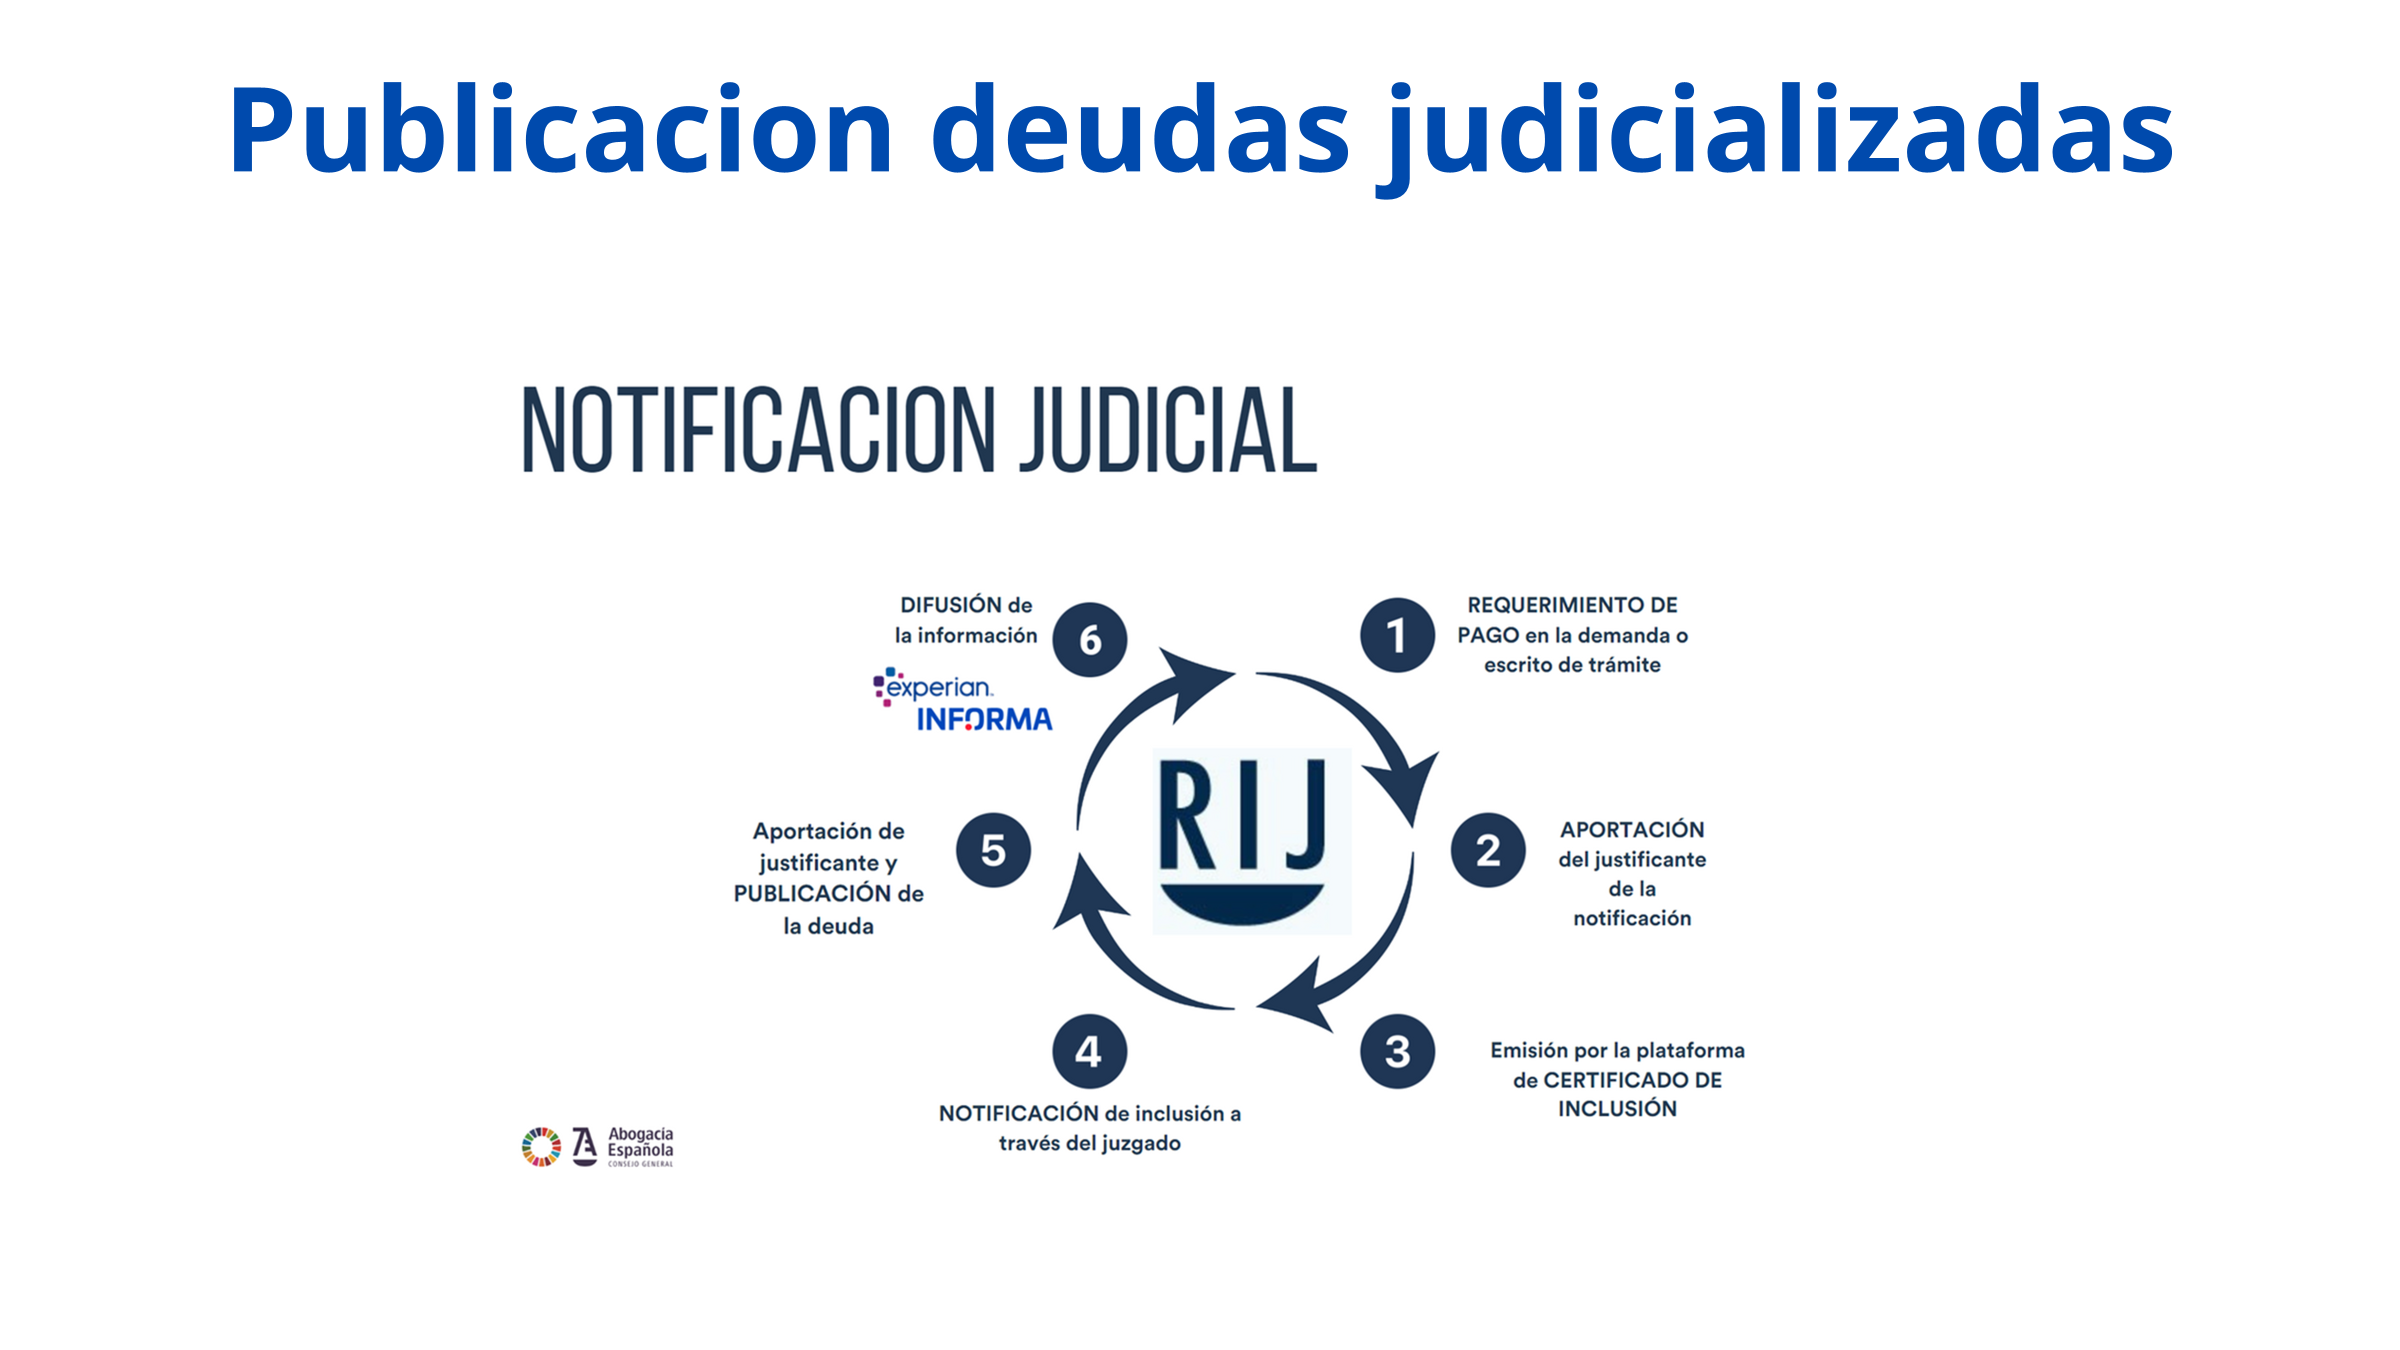 Publicacion deudas judicializadas
NOTIFICACION JUDICIAL
1
REQUERIMIENTO DE
PAGO en la demanda o
escrito de trámite
2
APORTACIÓN
del justificante
de la
notificación
3
Emisión por la plataforma
de CERTIFICADO DE
INCLUSIÓN
4
NOTIFICACIÓN de inclusión a
través del juzgado
5
Aportación de
justificante y
PUBLICACIÓN de
la deuda
6
DIFUSIÓN de
la información
experian.
INFORMA
RIJ
Abogacía
Española
CONSEJO GENERAL